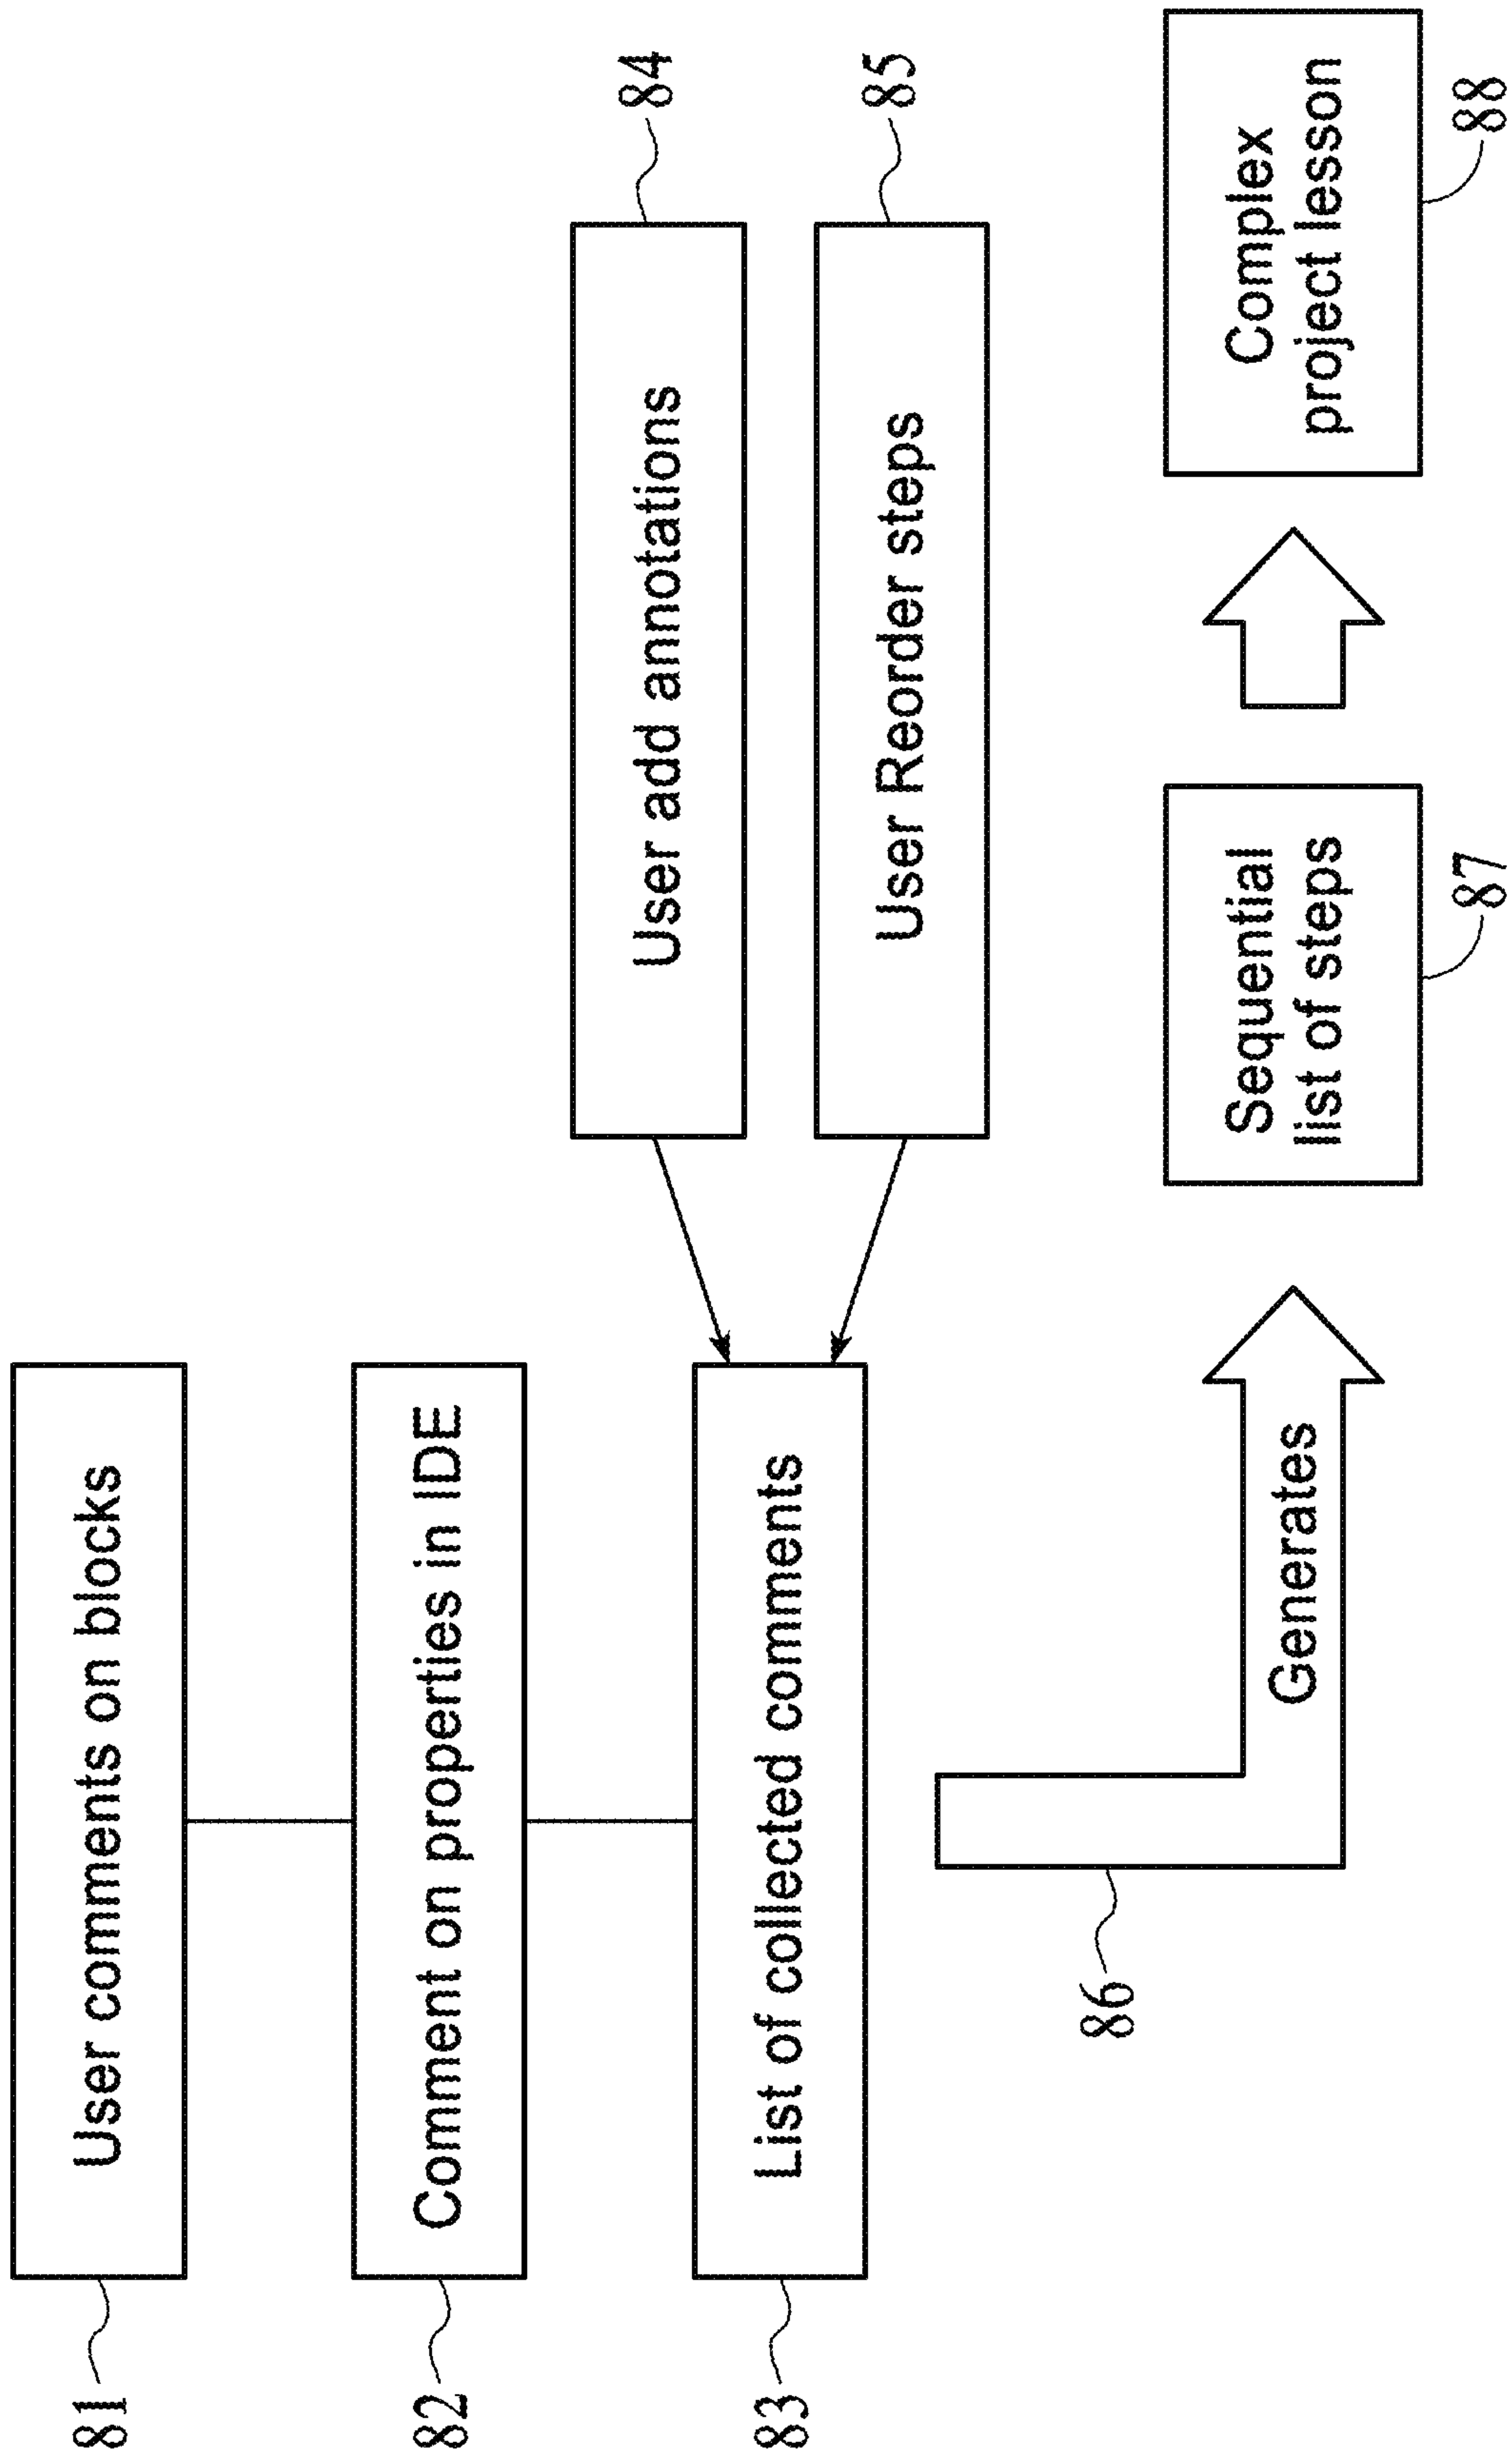 81
User comments on blocks
82
Comment on properties in IDE
83
List of collected comments
User add annotations
84
User Reorder steps
85
86
Generates
Sequential
list of steps
87
Complex
project lesson
88